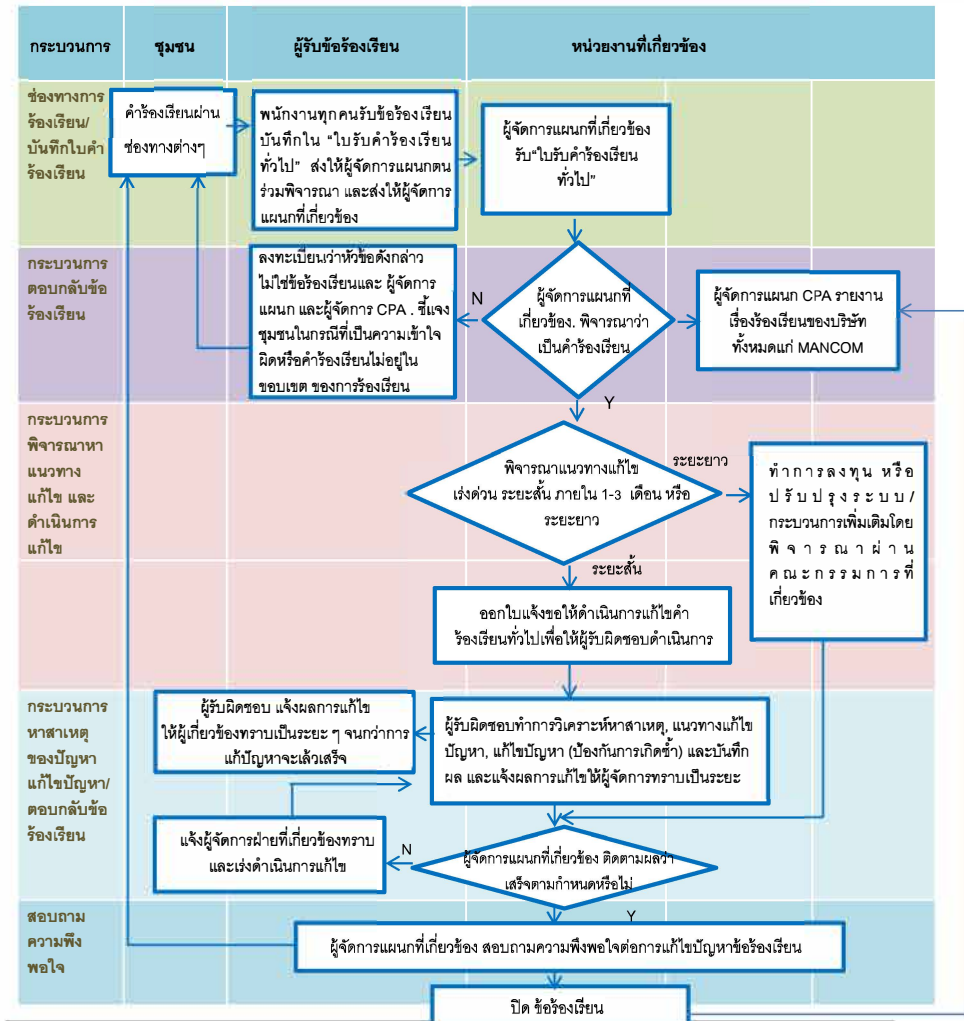 กระบวนการ
ชุมชน
ผู้รับข้อร้องเรียน
หน่วยงานที่เกี่ยวข้อง
ช่องทางการ
ร้องเรียน/
บันทึกใบคำ
ร้องเรียน
คำร้องเรียนผ่าน
ช่องทางต่างๆ
พนักงานทุกคนรับข้อร้องเรียน
บันทึกใน “ใบรับคำร้องเรียน
ทั่วไป” ส่งให้ผู้จัดการแผนกตน
ร่วมพิจารณา และส่งให้ผู้จัดการ
แผนกที่เกี่ยวข้อง
ผู้จัดการแผนกที่เกี่ยวข้อง
รับ“ใบรับคำร้องเรียน
ทั่วไป”
กระบวนการ
ตอบกลับข้อ
ร้องเรียน
ลงทะเบียนว่าหัวข้อดังกล่าว
ไม่ใช่ข้อร้องเรียนและ ผู้จัดการ
แผนก และผู้จัดการ CPA . ชี้แจง
ชุมชนในกรณีที่เป็นความเข้าใจ
ผิดหรือคำร้องเรียนไม่อยู่ใน
ขอบเขต ของการร้องเรียน
N
ผู้จัดการแผนกที่
เกี่ยวข้อง. พิจารณาว่า
เป็นคำร้องเรียน
ผู้จัดการแผนก CPA รายงาน
เรื่องร้องเรียนของบริษัท
ทั้งหมดแก่ MANCOM
Y
กระบวนการ
พิจารณาหา
แนวทาง
แก้ไข และ
ดำเนินการ
แก้ไข
พิจารณาแนวทางแก้ไข
เร่งด่วน ระยะสั้น ภายใน 1-3 เดือน หรือ
ระยะยาว
ระยะยาว
ทำการลงทุน หรือ
ปรับปรุงระบบ/
กระบวนการเพิ่มเติมโดย
พิจารณาผ่าน
คณะกรรมการที่
เกี่ยวข้อง
ระยะสั้น
ออกใบแจ้งขอให้ดำเนินการแก้ไขคำ
ร้องเรียนทั่วไปเพื่อให้ผู้รับผิดชอบดำเนินการ
กระบวนการ
หาสาเหตุ
ของปัญหา
แก้ไขปัญหา/
ตอบกลับข้อ
ร้องเรียน
ผู้รับผิดชอบ แจ้งผลการแก้ไข
ให้ผู้เกี่ยวข้องทราบเป็นระยะ ๆ จนกว่าการ
แก้ปัญหาจะแล้วเสร็จ
ผู้รับผิดชอบทำการวิเคราะห์หาสาเหตุ, แนวทางแก้ไข
ปัญหา, แก้ไขปัญหา (ป้องกันการเกิดซ้ำ) และบันทึก
ผล และแจ้งผลการแก้ไขให้ผู้จัดการทราบเป็นระยะ
แจ้งผู้จัดการฝ่ายที่เกี่ยวข้องทราบ
และเร่งดำเนินการแก้ไข
N
ผู้จัดการแผนกที่เกี่ยวข้อง ติดตามผลว่า
เสร็จตามกำหนดหรือไม่
Y
สอบถาม
ความพึง
พอใจ
ผู้จัดการแผนกที่เกี่ยวข้อง สอบถามความพึงพอใจต่อการแก้ไขปัญหาข้อร้องเรียน
ปิด ข้อร้องเรียน